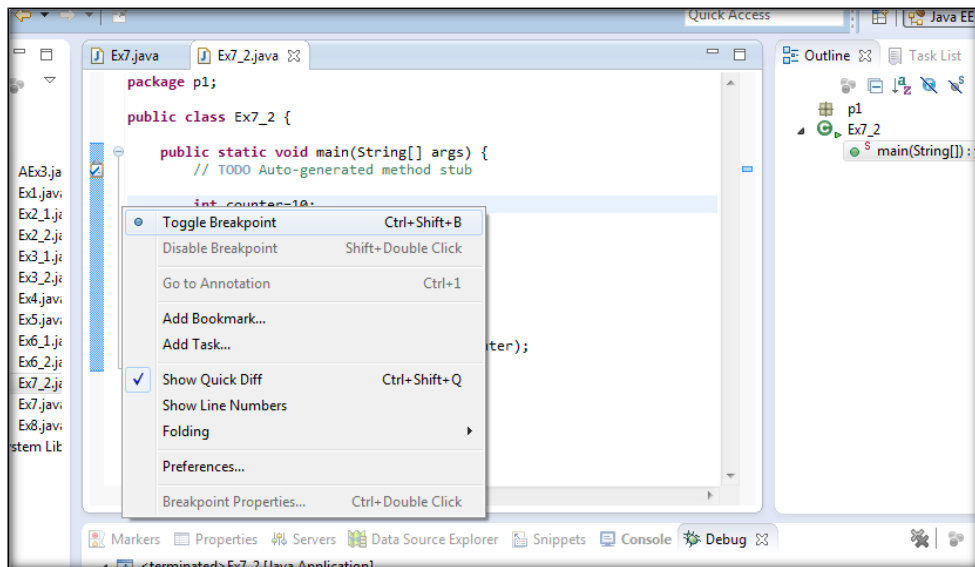 Quick Access
Java EE
Ex7.java
Ex7_2.java
Outline
Task List
package p1;
public class Ex7_2 {
public static void main(String[] args) {
// TODO Auto-generated method stub
int counter=10;
p1
Ex7_2
main(String[]) :
AEx3.ja
Ex1.java
Ex2_1.ja
Ex2_2.ja
Ex3_1.ja
Ex3_2.ja
Ex4.java
Ex5.java
Ex6_1.ja
Ex6_2.ja
Ex7_2.ja
Ex7.java
Ex8.java
stem Lib
Toggle Breakpoint Ctrl+Shift+B
Disable Breakpoint Shift+Double Click
Go to Annotation Ctrl+1
Add Bookmark...
Add Task...
ter);
Show Quick Diff Ctrl+Shift+Q
Show Line Numbers
Folding
Preferences...
Breakpoint Properties... Ctrl+Double Click
Markers Properties Servers Data Source Explorer Snippets Console Debug
<terminated>Ex7_2 [Java Application]